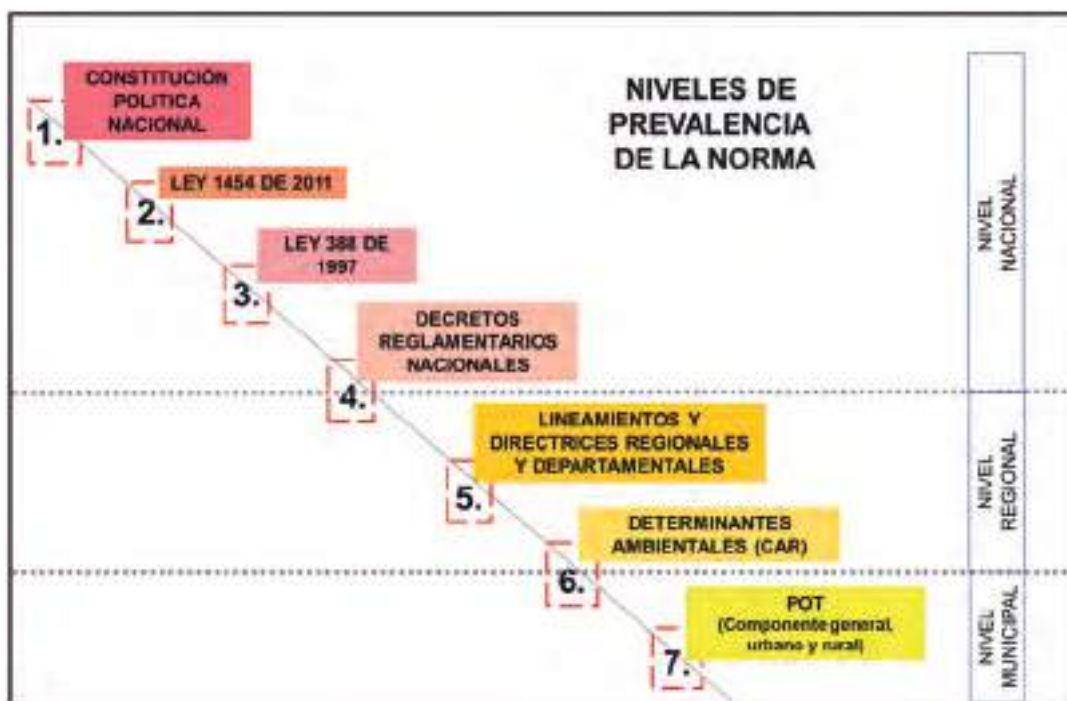 NIVELES DE
PREVALENCIA
DE LA NORMA
1.
CONSTITUCIÓN
POLITICA
NACIONAL
2.
LEY 1454 DE 2011
3.
LEY 388 DE
1997
4.
DECRETOS
REGLAMENTARIOS
NACIONALES
5.
LINEAMIENTOS Y
DIRECTRICES REGIONALES
Y DEPARTAMENTALES
6.
DETERMINANTES
AMBIENTALES (CAR)
7.
POT
(Componente general,
urbano y rural)
NIVEL
NACIONAL
NIVEL
REGIONAL
NIVEL
MUNICIPAL